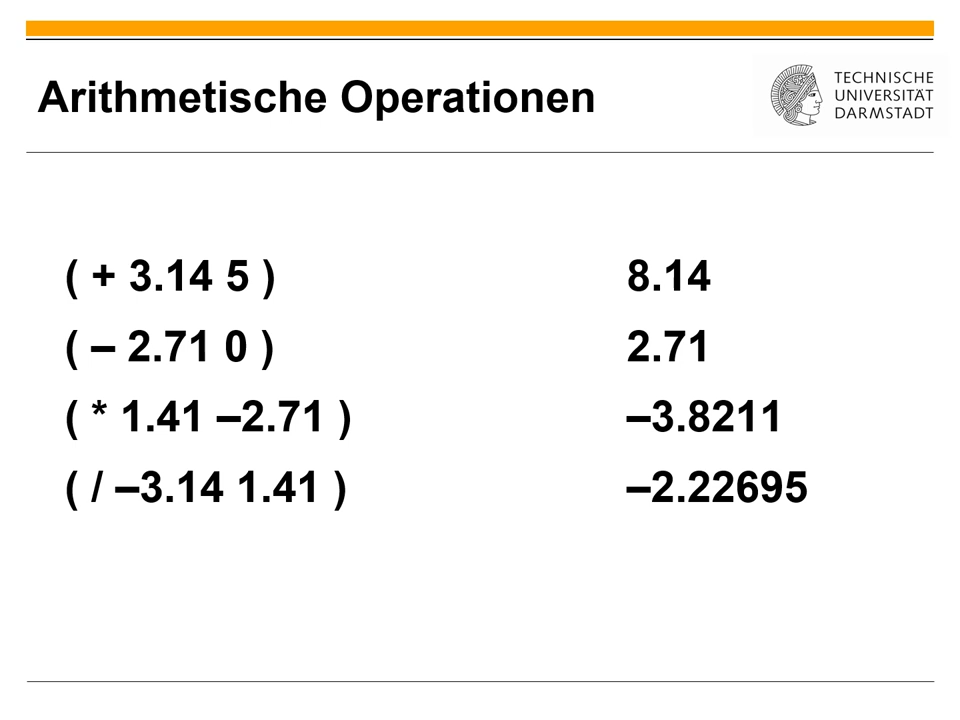 Arithmetische Operationen
TECHNISCHE
UNIVERSITÄT
DARMSTADT
( + 3.14 5 ) 8.14
( – 2.71 0 ) 2.71
( * 1.41 –2.71 ) –3.8211
( / –3.14 1.41 ) –2.22695